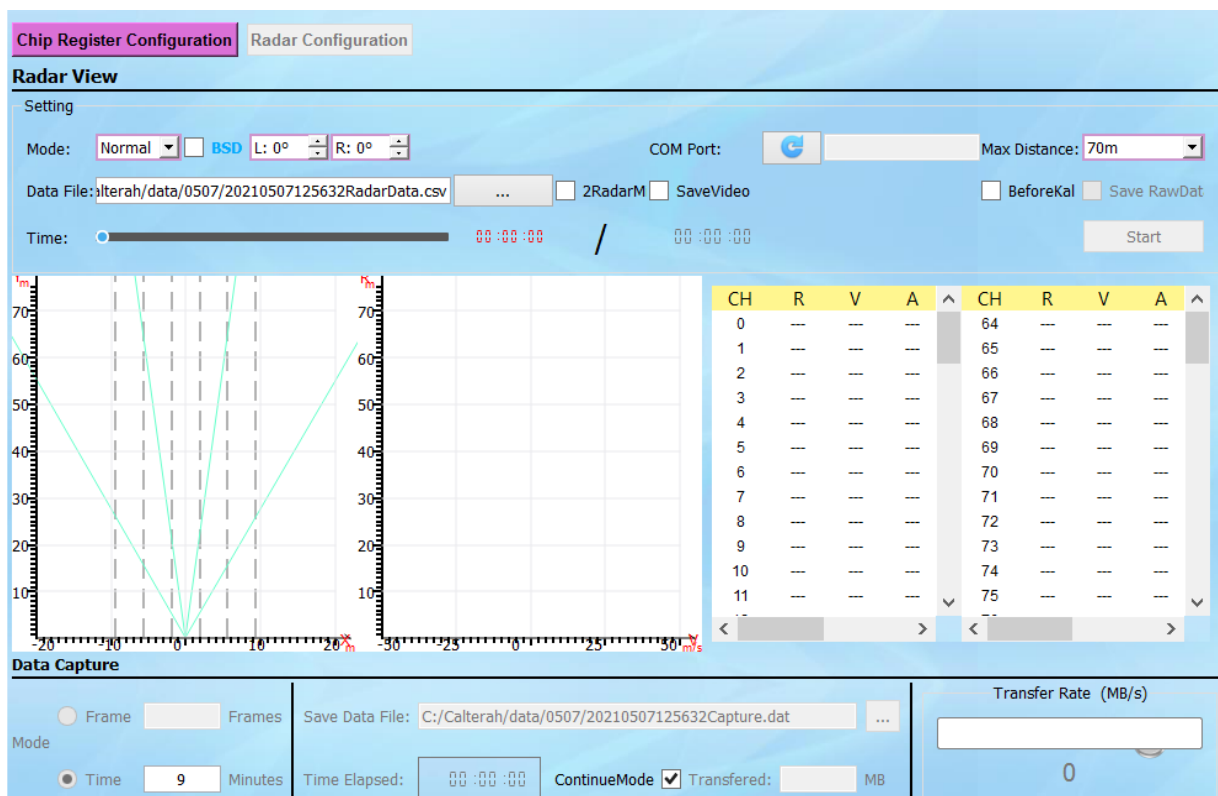 Chip Register Configuration Radar Configuration
Radar View
Setting
Mode: Normal BSD L: 0° R: 0° COM Port: Max Distance: 70m
Data File: alterah/data/0507/20210507125632RadarData.csv ... 2RadarM SaveVideo BeforeKal Save RawDat
Time: 00:00:00 / 00:00:00 Start
Ym
70
60
50
40
30
20
10
-20 -10 0 10 20 X m
Rm
70
60
50
40
30
20
10
-50 -25 0 25 50 V m/s
CH R V A CH R V A
0 --- --- --- 64 --- --- ---
1 --- --- --- 65 --- --- ---
2 --- --- --- 66 --- --- ---
3 --- --- --- 67 --- --- ---
4 --- --- --- 68 --- --- ---
5 --- --- --- 69 --- --- ---
6 --- --- --- 70 --- --- ---
7 --- --- --- 71 --- --- ---
8 --- --- --- 72 --- --- ---
9 --- --- --- 73 --- --- ---
10 --- --- --- 74 --- --- ---
11 --- --- --- 75 --- --- ---
Data Capture
Mode
Frame Frames
Time 9 Minutes
Save Data File: C:/Calterah/data/0507/20210507125632Capture.dat ...
Time Elapsed: 00:00:00 ContinueMode Transfered: MB
Transfer Rate (MB/s)
0